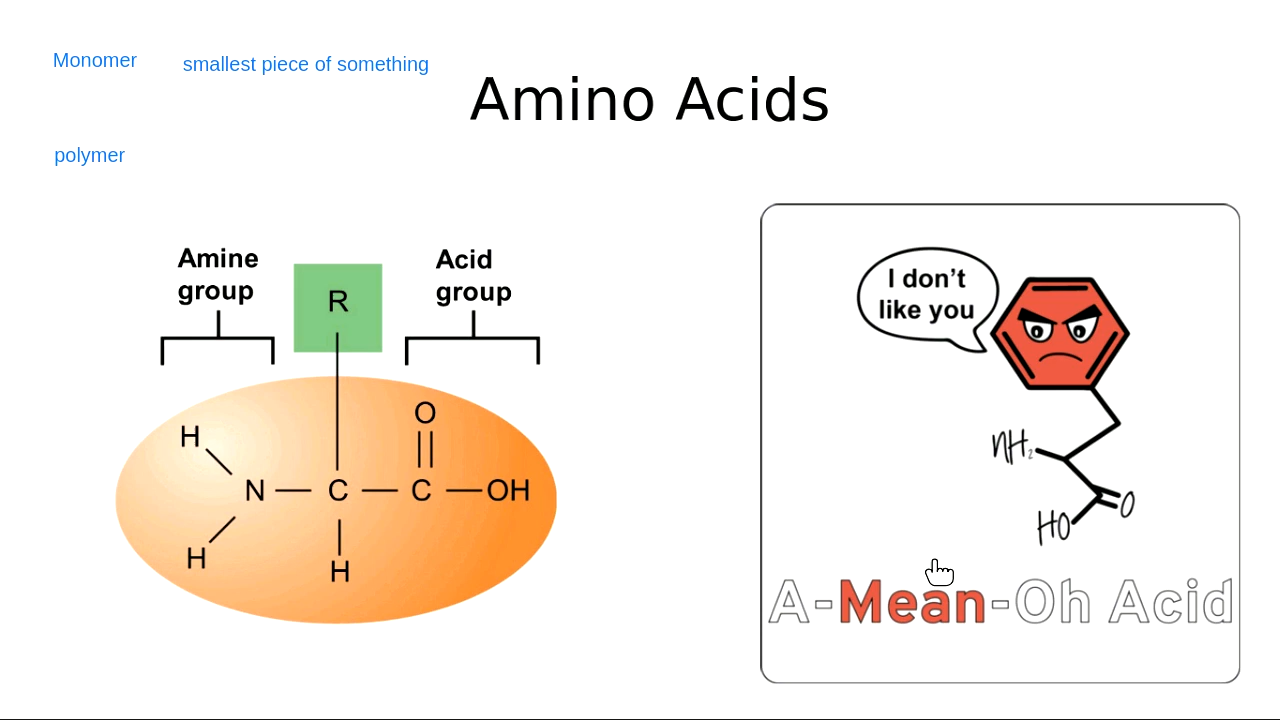 Monomer
smallest piece of something
Amino Acids
polymer
Amine
group
R
Acid
group
H
O
N
C
C
OH
H
H
I don't
like you
NH₂
HO
O
A-Mean-Oh Acid